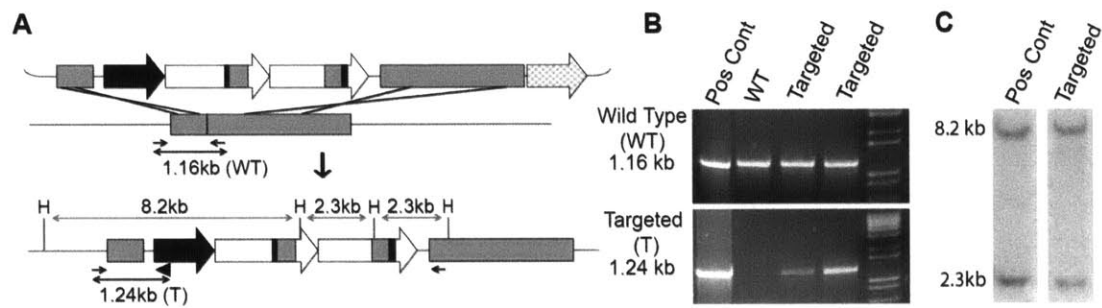 A
1.16kb (WT)
H 8.2kb H 2.3kb H 2.3kb H
1.24kb (T)
B
Pos Cont WT Targeted Targeted
Wild Type
(WT)
1.16 kb
Targeted
(T)
1.24 kb
C
Pos Cont Targeted
8.2 kb
2.3kb